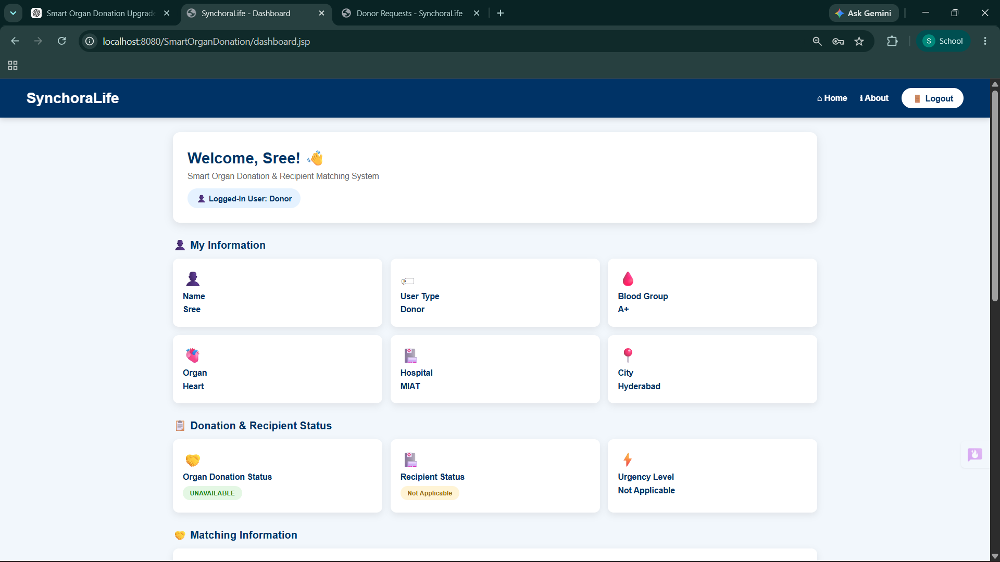 Smart Organ Donation Upgrade
SynchoraLife - Dashboard
Donor Requests - SynchoraLife
Ask Gemini
localhost:8080/SmartOrganDonation/dashboard.jsp
S School
SynchoraLife
Home
About
Logout
Welcome, Sree!
Smart Organ Donation & Recipient Matching System
Logged-in User: Donor
My Information
Name
Sree
User Type
Donor
Blood Group
A+
Organ
Heart
Hospital
MIAT
City
Hyderabad
Donation & Recipient Status
Organ Donation Status
UNAVAILABLE
Recipient Status
Not Applicable
Urgency Level
Not Applicable
Matching Information